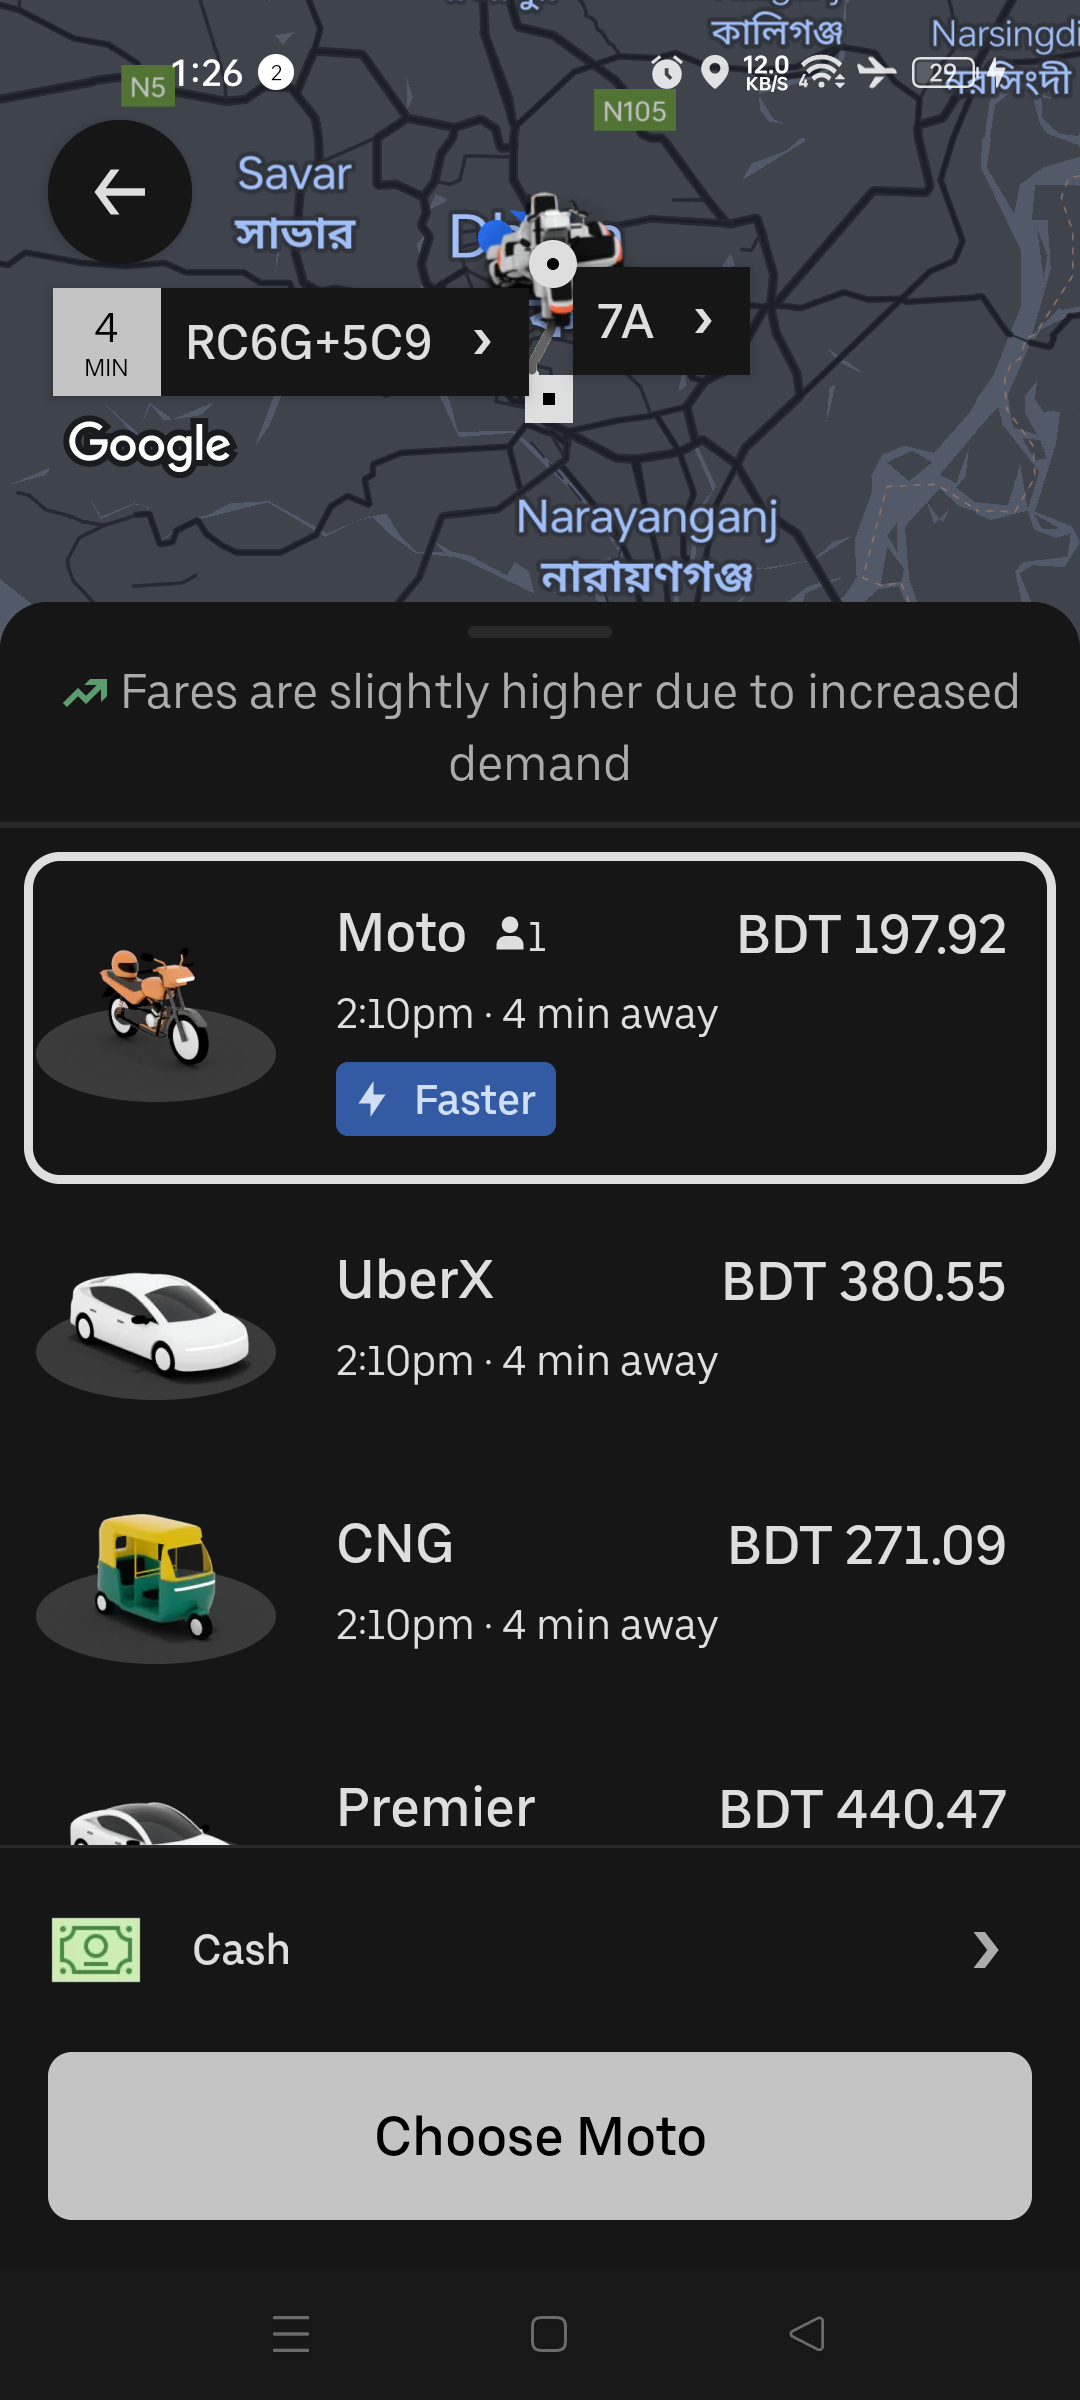 কালিগঞ্জ
Narsingdi
নরসিংদী
N5
1:26
2
12.0
KB/S
4
29
N105
Savar
সাভার
4
MIN
RC6G+5C9
7A
Google
Narayanganj
নারায়ণগঞ্জ
Fares are slightly higher due to increased
demand
Moto 1
BDT 197.92
2:10pm · 4 min away
Faster
UberX
BDT 380.55
2:10pm · 4 min away
CNG
BDT 271.09
2:10pm · 4 min away
Premier
BDT 440.47
Cash
Choose Moto